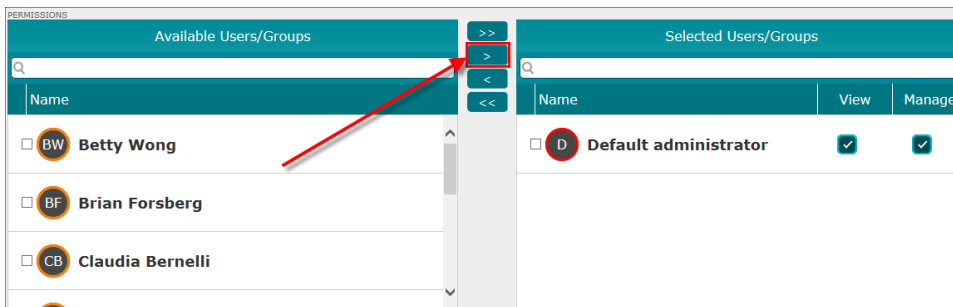 PERMISSIONS
Available Users/Groups
Name
BW Betty Wong
BF Brian Forsberg
CB Claudia Bernelli
>>
>
<
<<
Selected Users/Groups
Name View Manage
D Default administrator